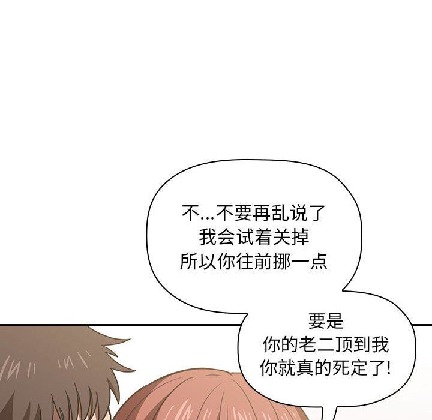 不...不要再乱说了
我会试着关掉
所以你往前挪一点
要是
你的老二顶到我
你就真的死定了!